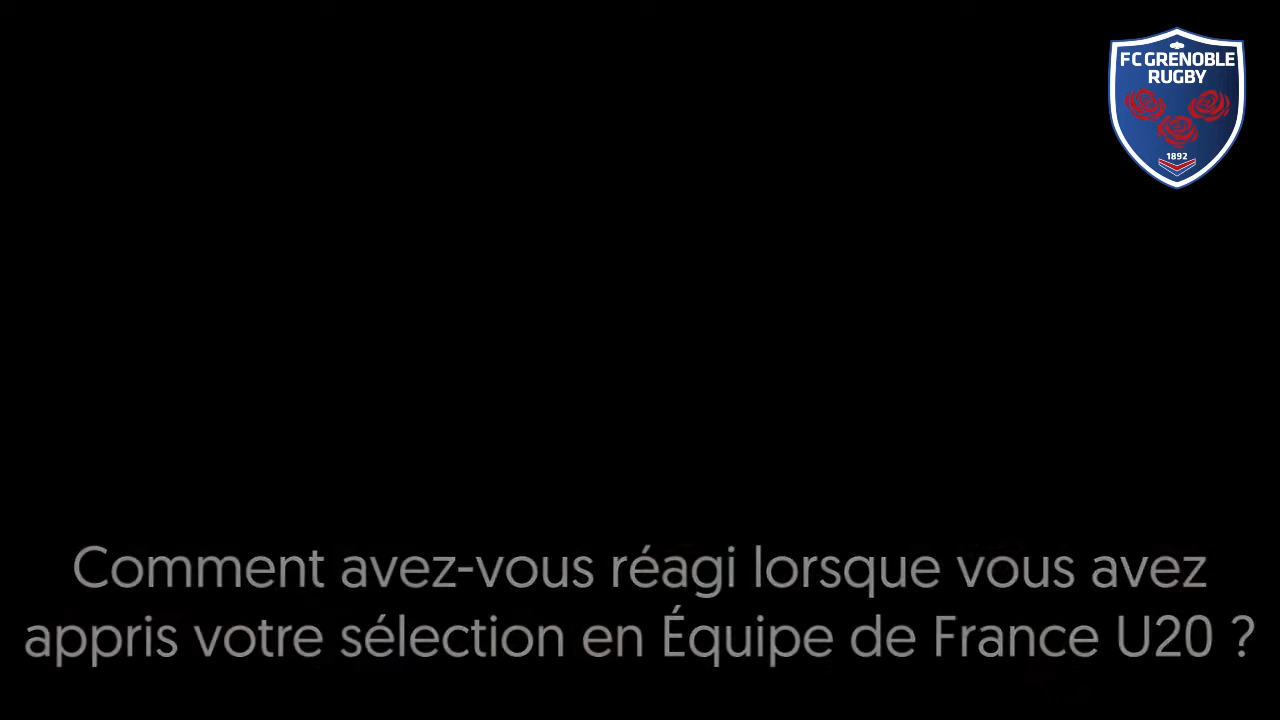 FC GRENOBLE
RUGBY
1892
Comment avez-vous réagi lorsque vous avez
appris votre sélection en Équipe de France U20 ?